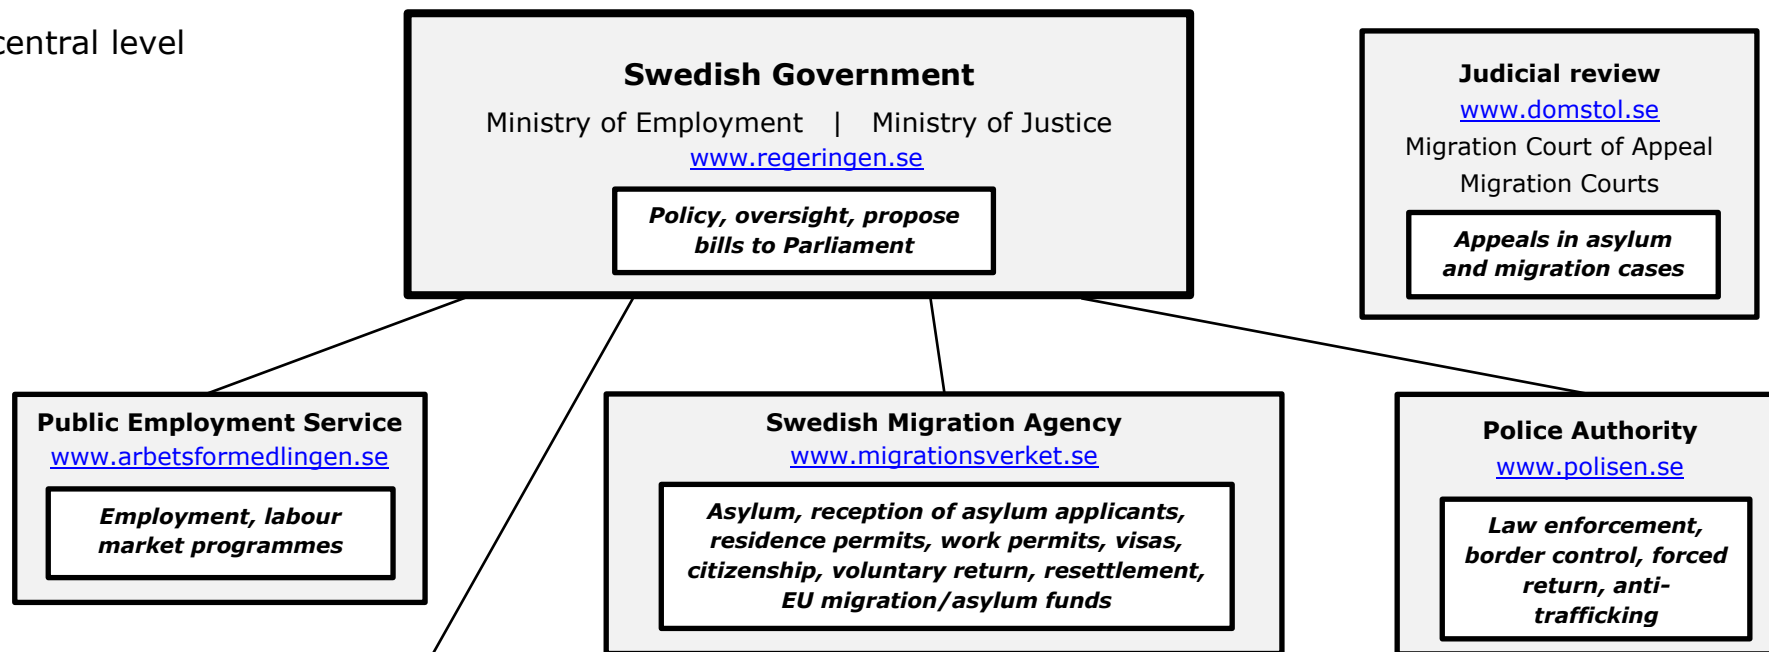 central level
Swedish Government
Ministry of Employment | Ministry of Justice
www.regeringen.se
Policy, oversight, propose
bills to Parliament
Judicial review
www.domstol.se
Migration Court of Appeal
Migration Courts
Appeals in asylum
and migration cases
Public Employment Service
www.arbetsformedlingen.se
Employment, labour
market programmes
Swedish Migration Agency
www.migrationsverket.se
Asylum, reception of asylum applicants,
residence permits, work permits, visas,
citizenship, voluntary return, resettlement,
EU migration/asylum funds
Police Authority
www.polisen.se
Law enforcement,
border control, forced
return, anti-
trafficking